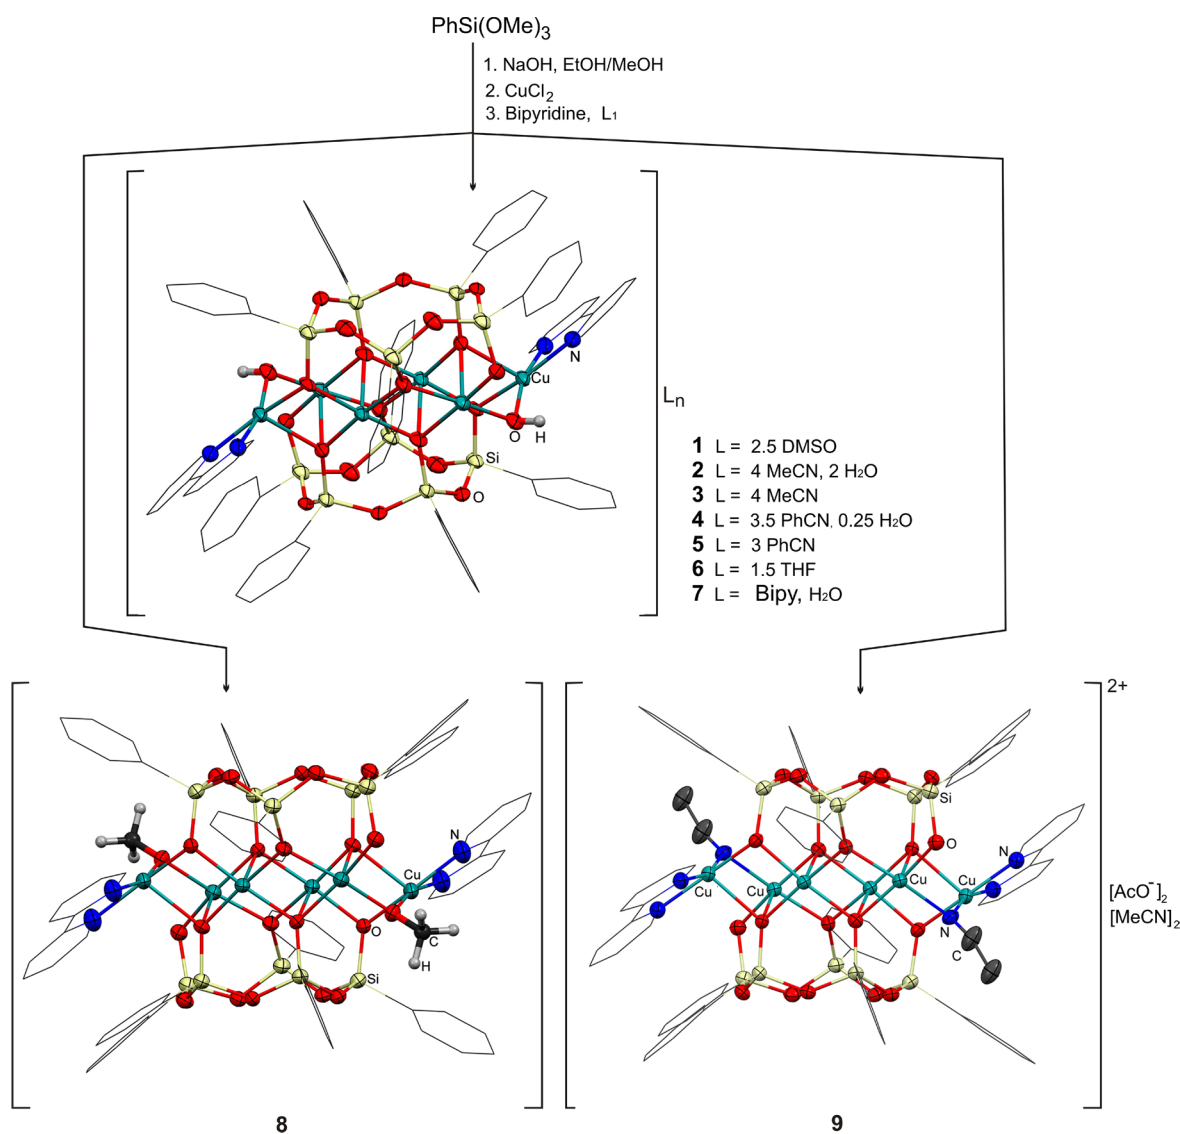 PhSi(OMe)₃
1. NaOH, EtOH/MeOH
2. CuCl₂
3. Bipyridine, L₁
N
Cu
O H
Si
O
Lₙ
1 L = 2.5 DMSO
2 L = 4 MeCN, 2 H₂O
3 L = 4 MeCN
4 L = 3.5 PhCN, 0.25 H₂O
5 L = 3 PhCN
6 L = 1.5 THF
7 L = Bipy, H₂O
N
Cu
O
C
H
Si
8
2+
Si
O
N
Cu
Cu
Cu
Cu
N
C
[AcO⁻]₂
[MeCN]₂
9